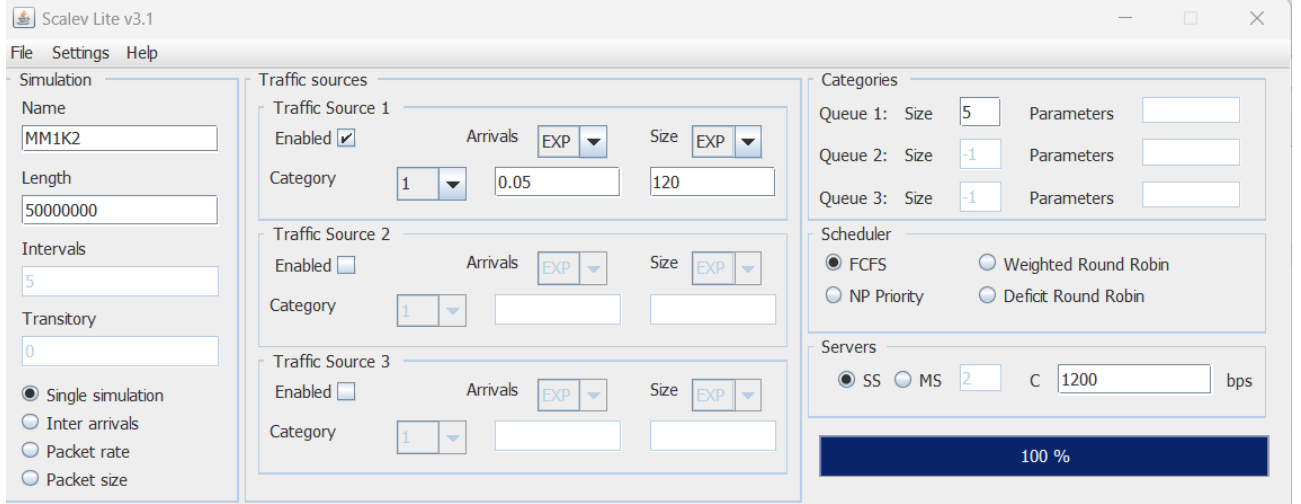 Scalev Lite v3.1
File Settings Help
Simulation
Name
MM1K2
Length
50000000
Intervals
5
Transitory
0
Single simulation
Inter arrivals
Packet rate
Packet size
Traffic sources
Traffic Source 1
Enabled Arrivals EXP Size EXP
Category 1 0.05 120
Traffic Source 2
Enabled Arrivals EXP Size EXP
Category 1
Traffic Source 3
Enabled Arrivals EXP Size EXP
Category 1
Categories
Queue 1: Size 5 Parameters
Queue 2: Size -1 Parameters
Queue 3: Size -1 Parameters
Scheduler
FCFS Weighted Round Robin
NP Priority Deficit Round Robin
Servers
SS MS 2 C 1200 bps
100 %